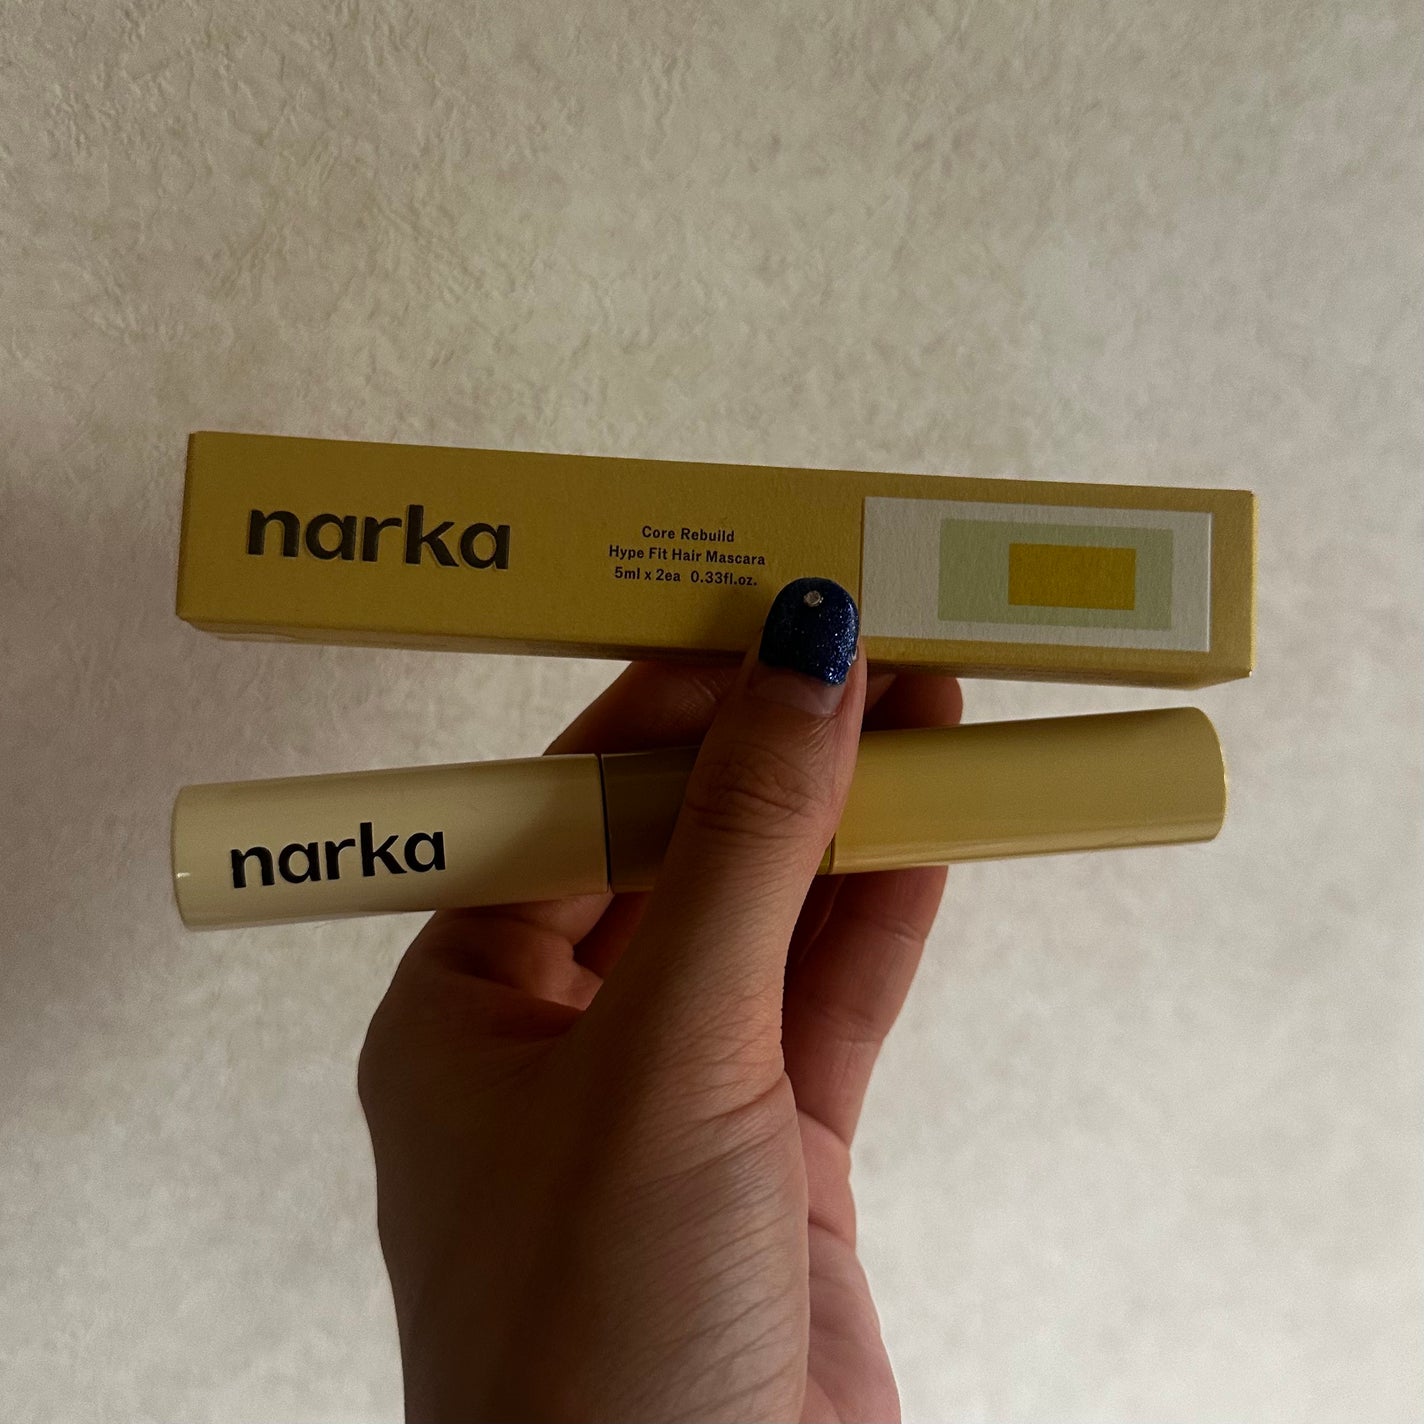 narka
Core Rebuild
Hype Fit Hair Mascara
5ml x 2ea 0.33fl.oz.
narka